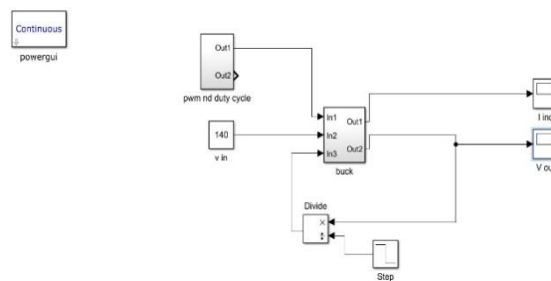 Continuous
powergui
Out1
Out2
pwm nd duty cycle
140
v in
In1
In2
In3
Out1
Out2
buck
I ind
V ou
Divide
×
÷
Step